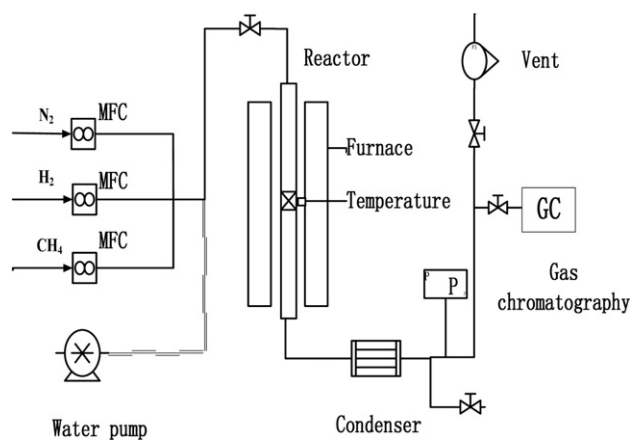 Reactor
Vent
N₂
MFC
Furnace
H₂
MFC
Temperature
GC
CH₄
MFC
Gas
chromatography
P
P
Water pump
Condenser